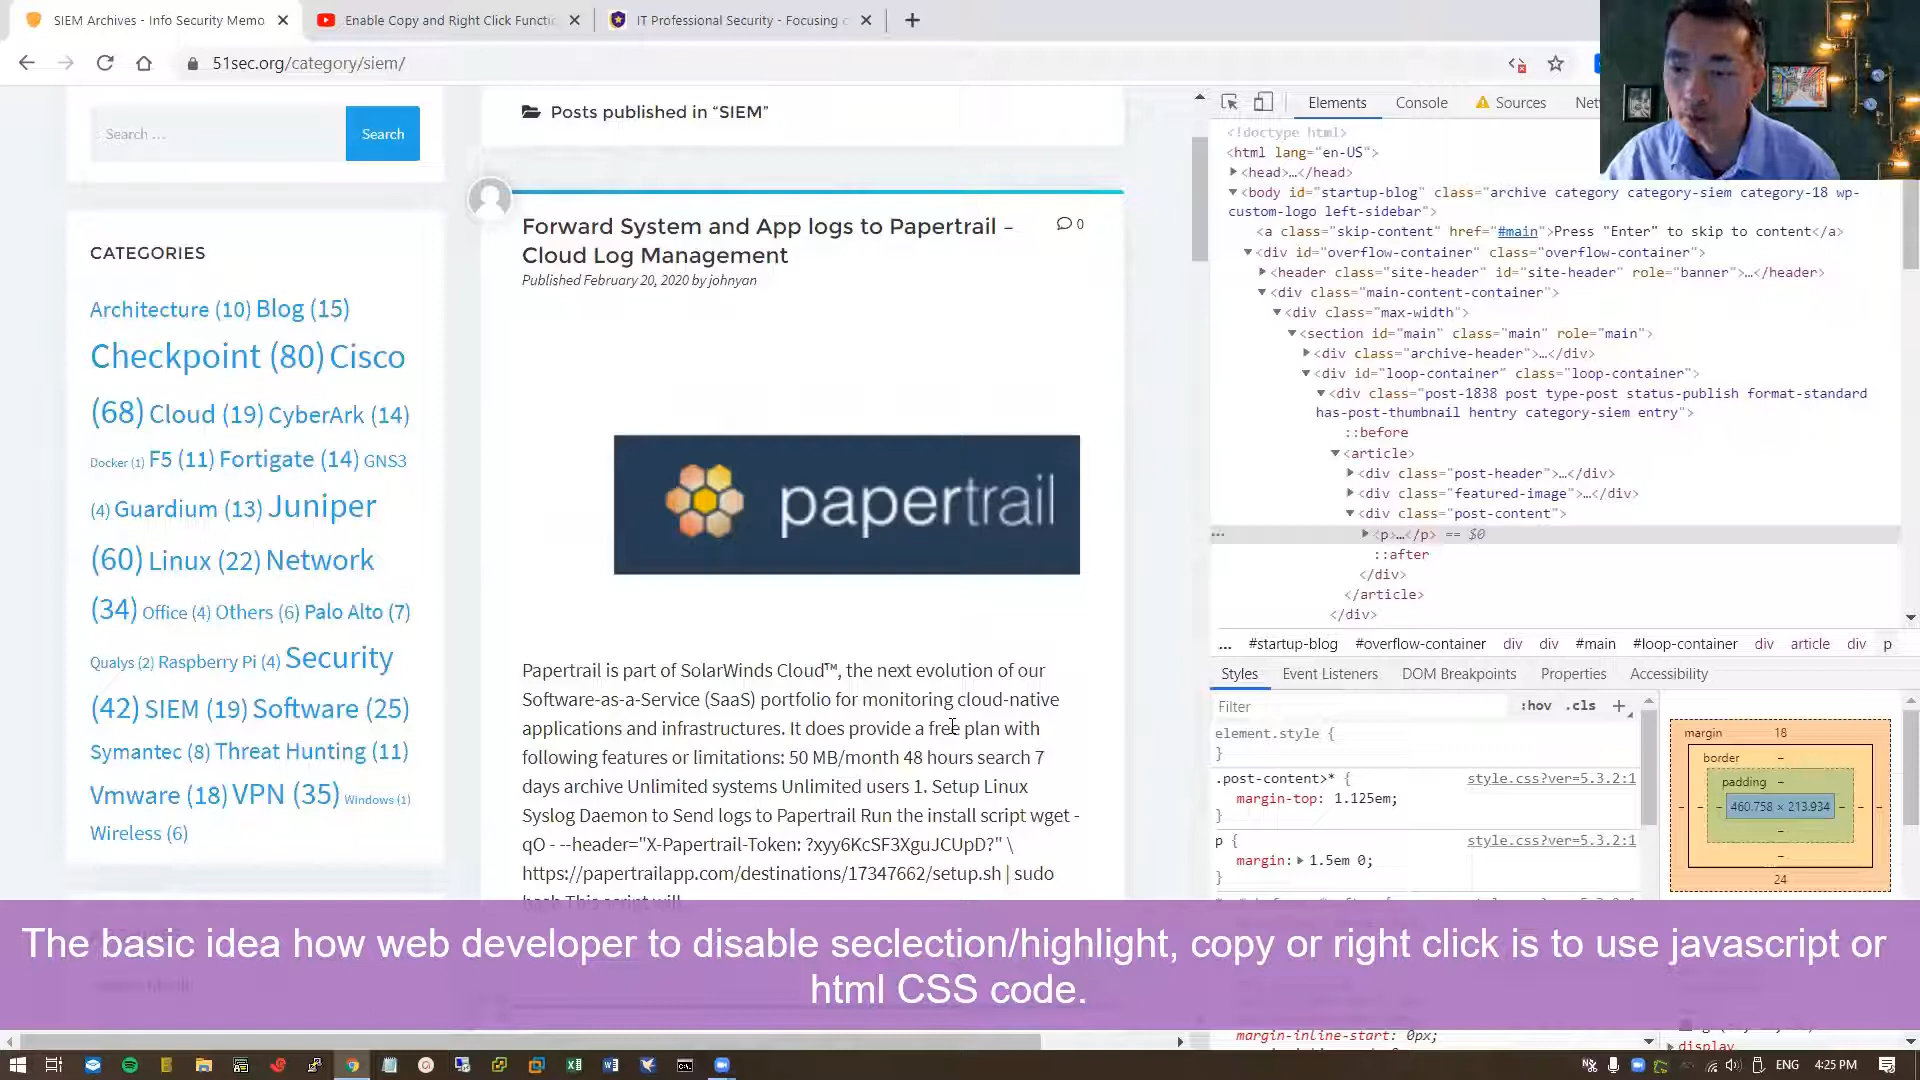 SIEM Archives - Info Security Memo
Enable Copy and Right Click Functi
IT Professional Security - Focusing
51sec.org/category/siem/
Search …
Search
CATEGORIES
Architecture (10) Blog (15)
Checkpoint (80) Cisco
(68) Cloud (19) CyberArk (14)
Docker (1) F5 (11) Fortigate (14) GNS3
(4) Guardium (13) Juniper
(60) Linux (22) Network
(34) Office (4) Others (6) Palo Alto (7)
Qualys (2) Raspberry Pi (4) Security
(42) SIEM (19) Software (25)
Symantec (8) Threat Hunting (11)
Vmware (18) VPN (35) Windows (1)
Wireless (6)
Posts published in “SIEM”
Forward System and App logs to Papertrail –
Cloud Log Management
0
Published February 20, 2020 by johnyan
papertrail
Papertrail is part of SolarWinds Cloud™, the next evolution of our
Software-as-a-Service (SaaS) portfolio for monitoring cloud-native
applications and infrastructures. It does provide a free plan with
following features or limitations: 50 MB/month 48 hours search 7
days archive Unlimited systems Unlimited users 1. Setup Linux
Syslog Daemon to Send logs to Papertrail Run the install script wget -
qO - --header="X-Papertrail-Token: ?xyy6KcSF3XguJCUpD?" \
https://papertrailapp.com/destinations/17347662/setup.sh | sudo
bash This script will
Elements Console Sources Net
<!doctype html>
<html lang="en-US">
<head>…</head>
<body id="startup-blog" class="archive category category-siem category-18 wp-
custom-logo left-sidebar">
<a class="skip-content" href="#main">Press "Enter" to skip to content</a>
<div id="overflow-container" class="overflow-container">
<header class="site-header" id="site-header" role="banner">…</header>
<div class="main-content-container">
<div class="max-width">
<section id="main" class="main" role="main">
<div class="archive-header">…</div>
<div id="loop-container" class="loop-container">
<div class="post-1838 post type-post status-publish format-standard
has-post-thumbnail hentry category-siem entry">
::before
<article>
<div class="post-header">…</div>
<div class="featured-image">…</div>
<div class="post-content">
… <p>…</p> == $0
::after
</div>
</article>
</div>
… #startup-blog #overflow-container div div #main #loop-container div article div p
Styles Event Listeners DOM Breakpoints Properties Accessibility
Filter
:hov .cls +
element.style {
}
.post-content>* {
style.css?ver=5.3.2:1
margin-top: 1.125em;
}
p {
style.css?ver=5.3.2:1
margin: 1.5em 0;
}
margin 18
border –
padding –
460.758 × 213.934
24
margin-inline-start: 0px;
display
The basic idea how web developer to disable seclection/highlight, copy or right click is to use javascript or
html CSS code.
ENG
4:25 PM